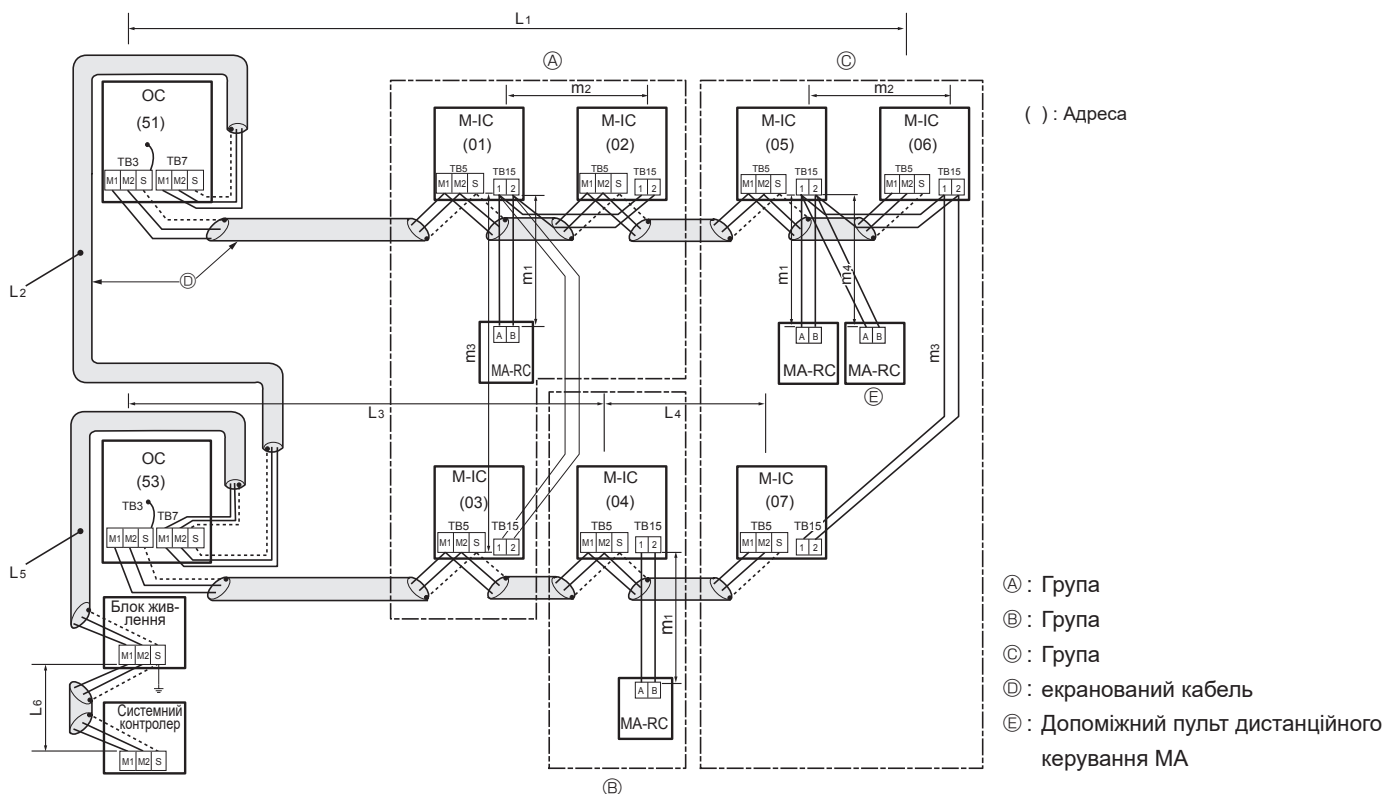 L1
Ⓐ
Ⓒ
m2
m2
( ) : Адреса
OC
(51)
TB3
TB7
M1 M2 S
M1 M2 S
M-IC
(01)
TB5
TB15
M1 M2 S
1 2
M-IC
(02)
TB5
TB15
M1 M2 S
1 2
M-IC
(05)
TB5
TB15
M1 M2 S
1 2
M-IC
(06)
TB5
TB15
M1 M2 S
1 2
L2
Ⓓ
m1
m3
m1
m4
m3
A B
MA-RC
A B
MA-RC
A B
MA-RC
Ⓔ
L3
L4
OC
(53)
TB3
TB7
M1 M2 S
M1 M2 S
M-IC
(03)
TB5
TB15
M1 M2 S
1 2
M-IC
(04)
TB5
TB15
M1 M2 S
1 2
M-IC
(07)
TB5
TB15
M1 M2 S
1 2
L5
Блок жив-
лення
M1 M2 S
L6
Системний
контролер
M1 M2 S
m1
A B
MA-RC
Ⓑ
Ⓐ : Група
Ⓑ : Група
Ⓒ : Група
Ⓓ : екранований кабель
Ⓔ : Допоміжний пульт дистанційного
керування MA